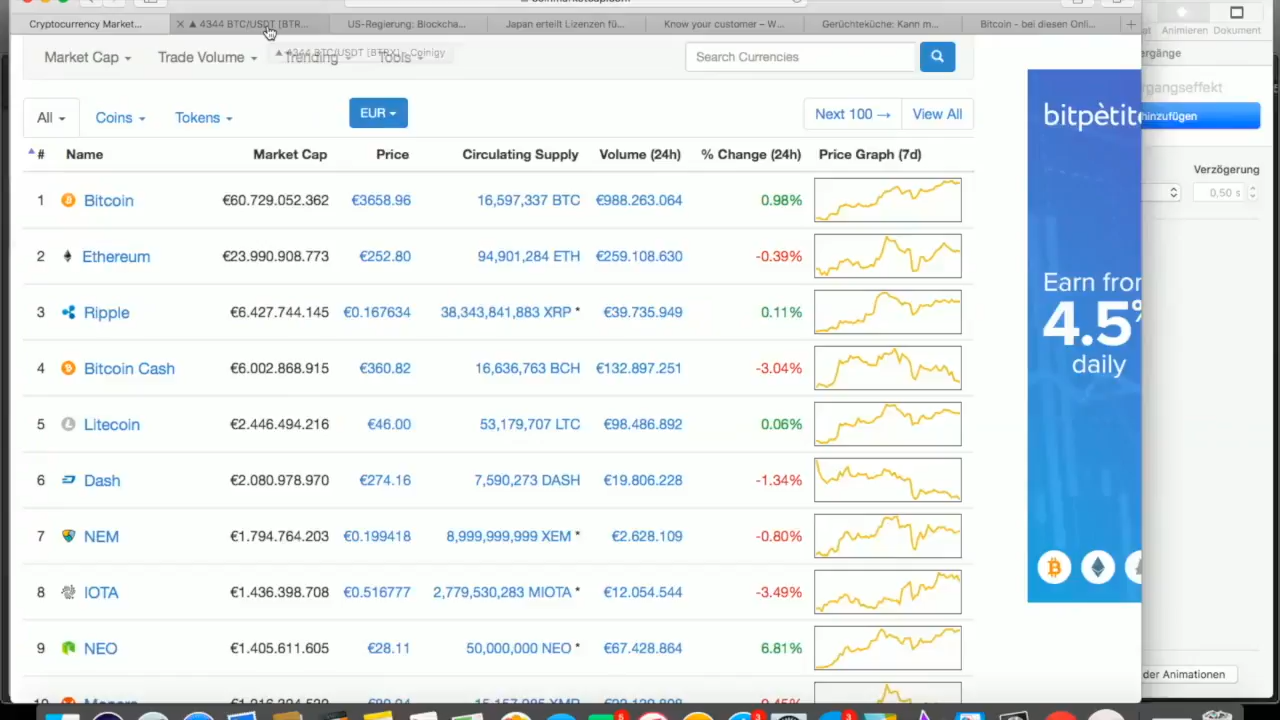 Cryptocurrency Market...
▲ 4344 BTC/USDT [BTR...
US-Regierung: Blockcha...
Japan erteilt Lizenzen fü...
Know your customer – W...
Gerüchteküche: Kann m...
Bitcoin - bei diesen Onli...
▲ 4344 BTC/USDT [BTRX] - Coinigy
Animieren Dokument
Market Cap
Trade Volume
Trending
Tools
Search Currencies
ergänge
rgangseffekt
hinzufügen
All
Coins
Tokens
EUR
Next 100 →
View All
# Name Market Cap Price Circulating Supply Volume (24h) % Change (24h) Price Graph (7d)
1 Bitcoin €60.729.052.362 €3658.96 16,597,337 BTC €988.263.064 0.98%
2 Ethereum €23.990.908.773 €252.80 94,901,284 ETH €259.108.630 -0.39%
3 Ripple €6.427.744.145 €0.167634 38,343,841,883 XRP * €39.735.949 0.11%
4 Bitcoin Cash €6.002.868.915 €360.82 16,636,763 BCH €132.897.251 -3.04%
5 Litecoin €2.446.494.216 €46.00 53,179,707 LTC €98.486.892 0.06%
6 Dash €2.080.978.970 €274.16 7,590,273 DASH €19.806.228 -1.34%
7 NEM €1.794.764.203 €0.199418 8,999,999,999 XEM * €2.628.109 -0.80%
8 IOTA €1.436.398.708 €0.516777 2,779,530,283 MIOTA * €12.054.544 -3.49%
9 NEO €1.405.611.605 €28.11 50,000,000 NEO * €67.428.864 6.81%
bitpètite
Earn from
4.5%
daily
Verzögerung
0,50 s
der Animationen